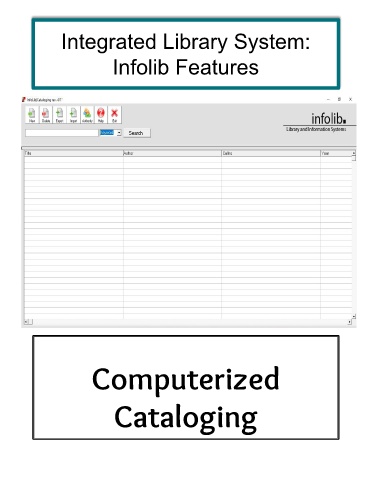 Integrated Library System:
Infolib Features
New Delete Export Import Authority Help Exit
Search
infolib.
Library and Information Systems
Title Author Callno Year
Computerized
Cataloging